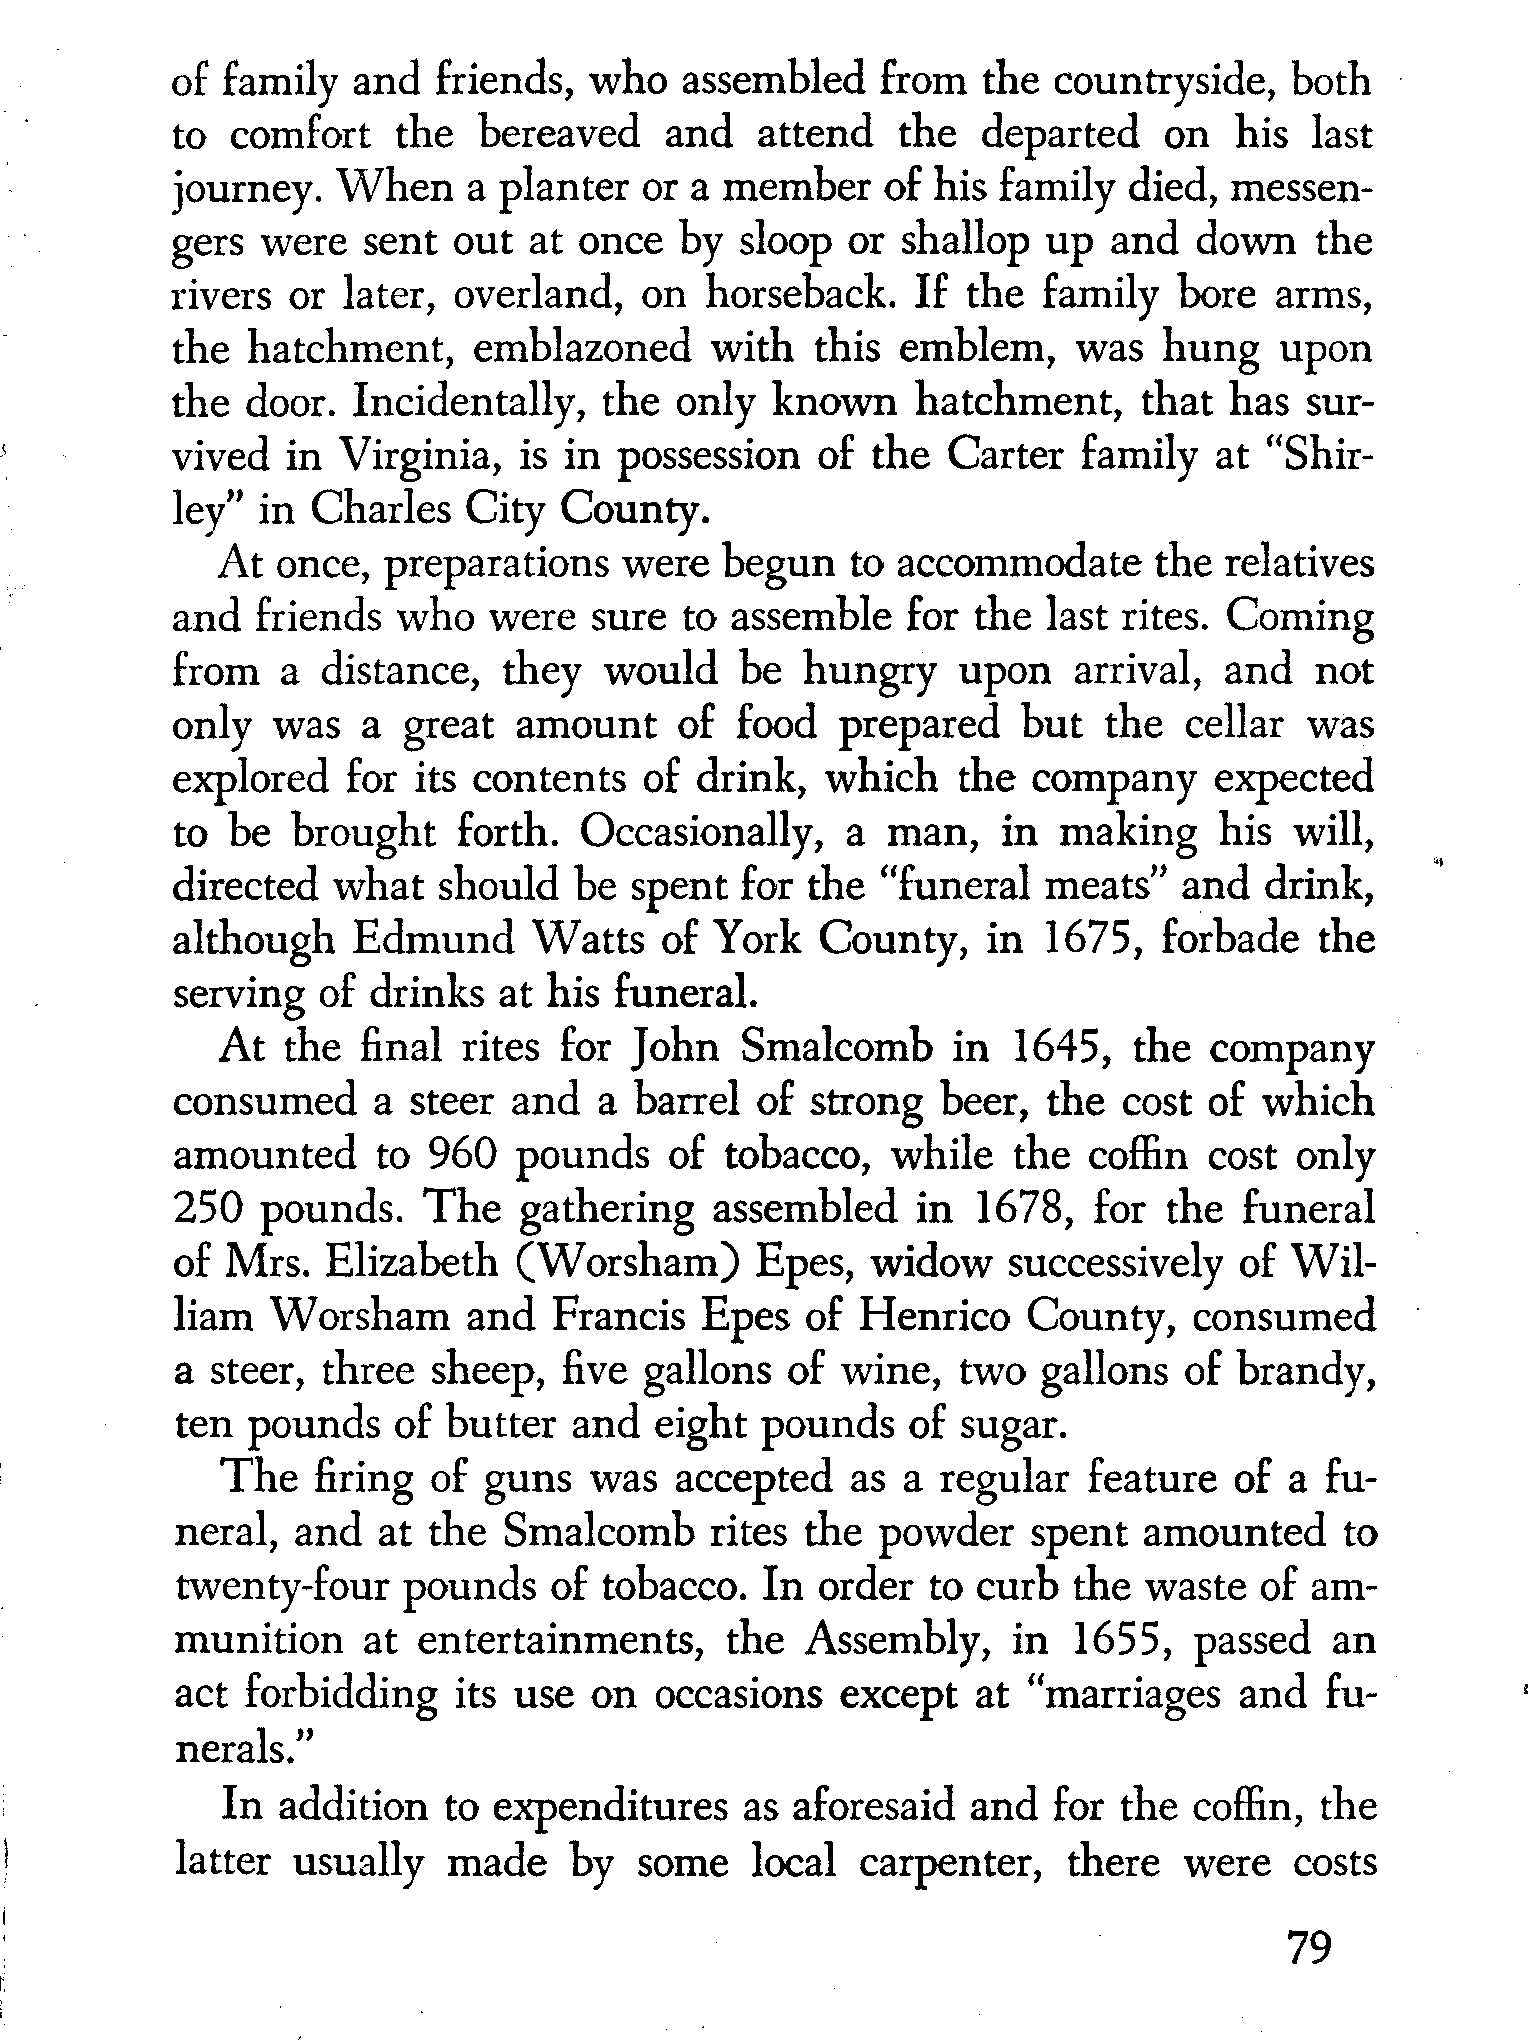 of family and friends, who assembled from the countryside, both
to comfort the bereaved and attend the departed on his last
journey. When a planter or a member of his family died, messen-
gers were sent out at once by sloop or shallop up and down the
rivers or later, overland, on horseback. If the family bore arms,
the hatchment, emblazoned with this emblem, was hung upon
the door. Incidentally, the only known hatchment, that has sur-
vived in Virginia, is in possession of the Carter family at “Shir-
ley” in Charles City County.
At once, preparations were begun to accommodate the relatives
and friends who were sure to assemble for the last rites. Coming
from a distance, they would be hungry upon arrival, and not
only was a great amount of food prepared but the cellar was
explored for its contents of drink, which the company expected
to be brought forth. Occasionally, a man, in making his will,
directed what should be spent for the “funeral meats” and drink,
although Edmund Watts of York County, in 1675, forbade the
serving of drinks at his funeral.
At the final rites for John Smalcomb in 1645, the company
consumed a steer and a barrel of strong beer, the cost of which
amounted to 960 pounds of tobacco, while the coffin cost only
250 pounds. The gathering assembled in 1678, for the funeral
of Mrs. Elizabeth (Worsham) Epes, widow successively of Wil-
liam Worsham and Francis Epes of Henrico County, consumed
a steer, three sheep, five gallons of wine, two gallons of brandy,
ten pounds of butter and eight pounds of sugar.
The firing of guns was accepted as a regular feature of a fu-
neral, and at the Smalcomb rites the powder spent amounted to
twenty-four pounds of tobacco. In order to curb the waste of am-
munition at entertainments, the Assembly, in 1655, passed an
act forbidding its use on occasions except at “marriages and fu-
nerals.”
In addition to expenditures as aforesaid and for the coffin, the
latter usually made by some local carpenter, there were costs
79